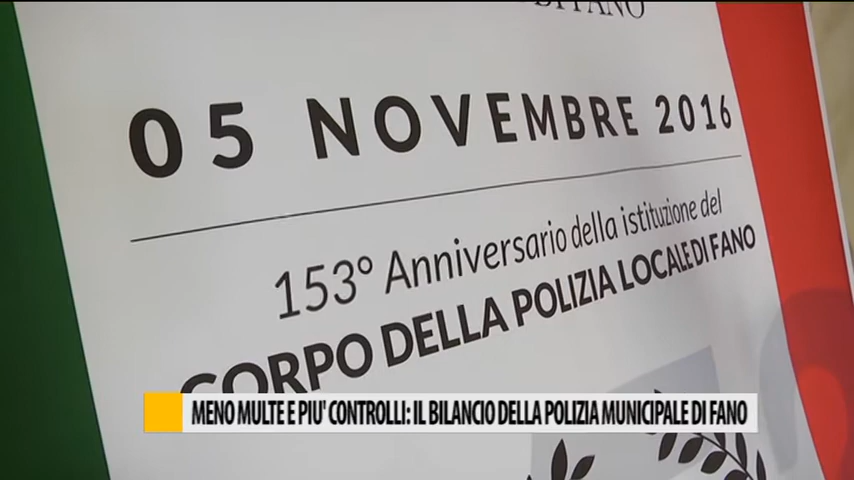 05 NOVEMBRE 2016
153° Anniversario della istituzione del
CORPO DELLA POLIZIA LOCALE DI FANO
MENO MULTE E PIU' CONTROLLI: IL BILANCIO DELLA POLIZIA MUNICIPALE DI FANO